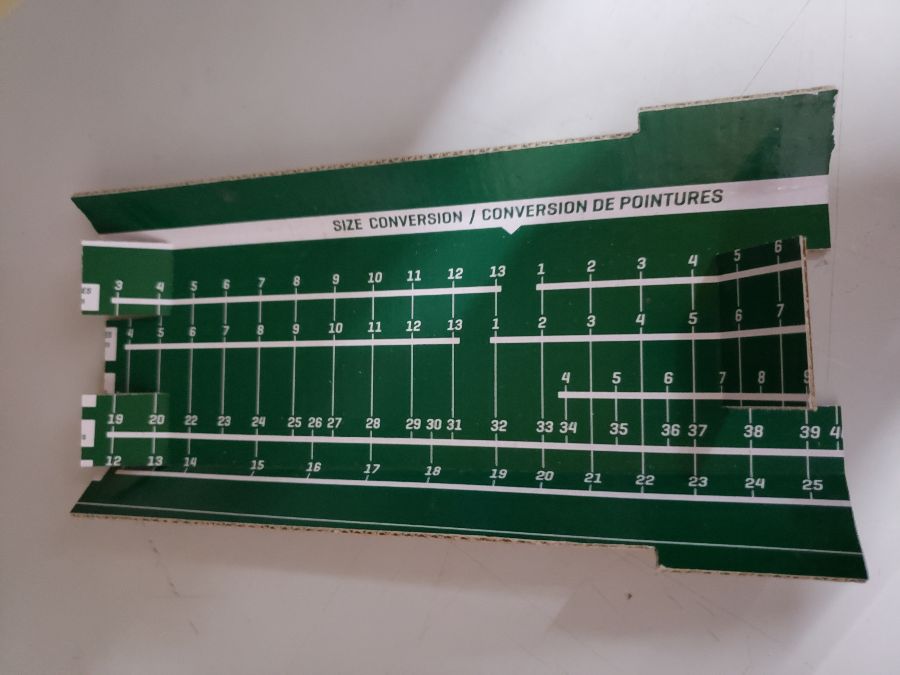 SIZE CONVERSION / CONVERSION DE POINTURES
3 4 5 6 7 8 9 10 11 12 13 1 2 3 4 5 6
ES
4 5 6 7 8 9 10 11 12 13 1 2 3 4 5 6 7
4 5 6 7 8 9
19 20 22 23 24 25 26 27 28 29 30 31 32 33 34 35 36 37 38 39 4
12 13 14 15 16 17 18 19 20 21 22 23 24 25